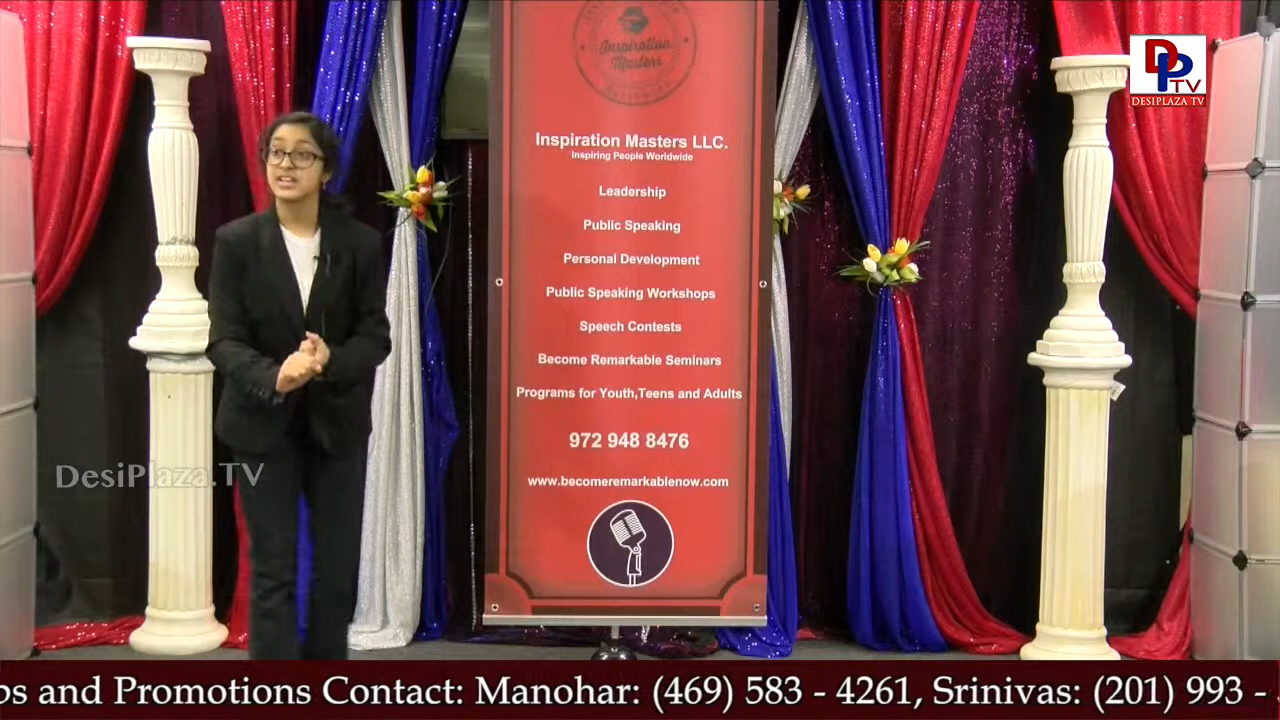 Inspiration
Masters
DP
TV
DESIPLAZA TV
Inspiration Masters LLC.
Inspiring People Worldwide
Leadership
Public Speaking
Personal Development
Public Speaking Workshops
Speech Contests
Become Remarkable Seminars
Programs for Youth,Teens and Adults
972 948 8476
www.becomeremarkablenow.com
DesiPlaza.TV
and Promotions Contact: Manohar: (469) 583 - 4261, Srinivas: (201) 993 -